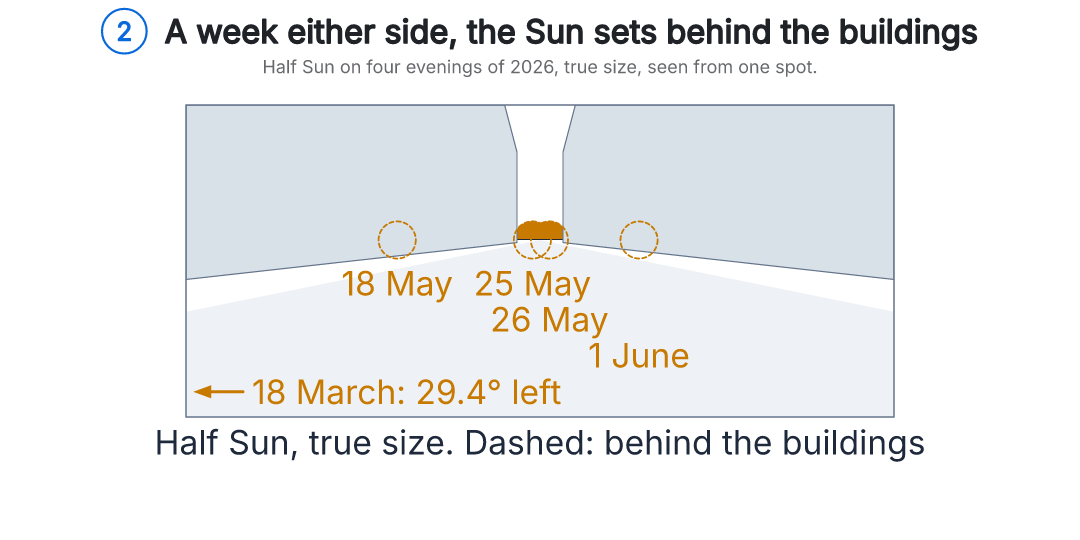 2 A week either side, the Sun sets behind the buildings
Half Sun on four evenings of 2026, true size, seen from one spot.
18 May 25 May
26 May
1 June
18 March: 29.4° left
Half Sun, true size. Dashed: behind the buildings